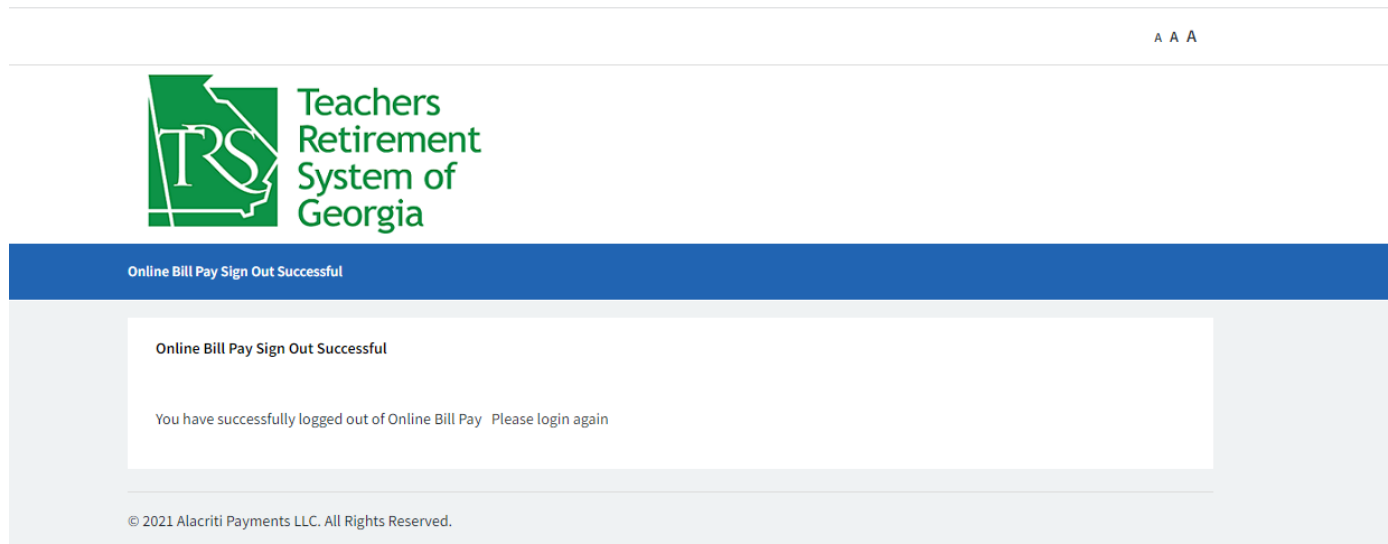 A A A
TRS
Teachers
Retirement
System of
Georgia
Online Bill Pay Sign Out Successful
Online Bill Pay Sign Out Successful
You have successfully logged out of Online Bill Pay Please login again
© 2021 Alacriti Payments LLC. All Rights Reserved.